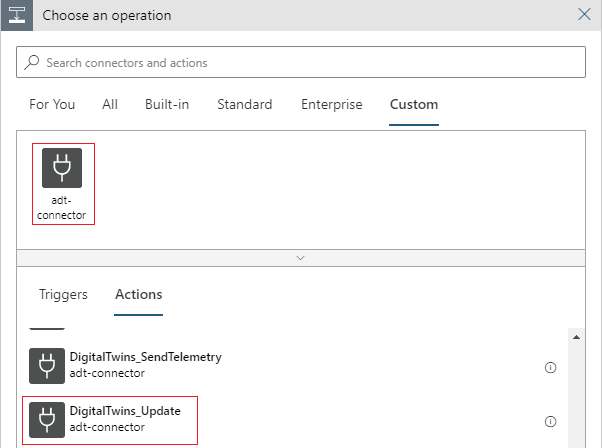 Choose an operation
Search connectors and actions
For You All Built-in Standard Enterprise Custom
adt-
connector
Triggers Actions
DigitalTwins_SendTelemetry
adt-connector
DigitalTwins_Update
adt-connector